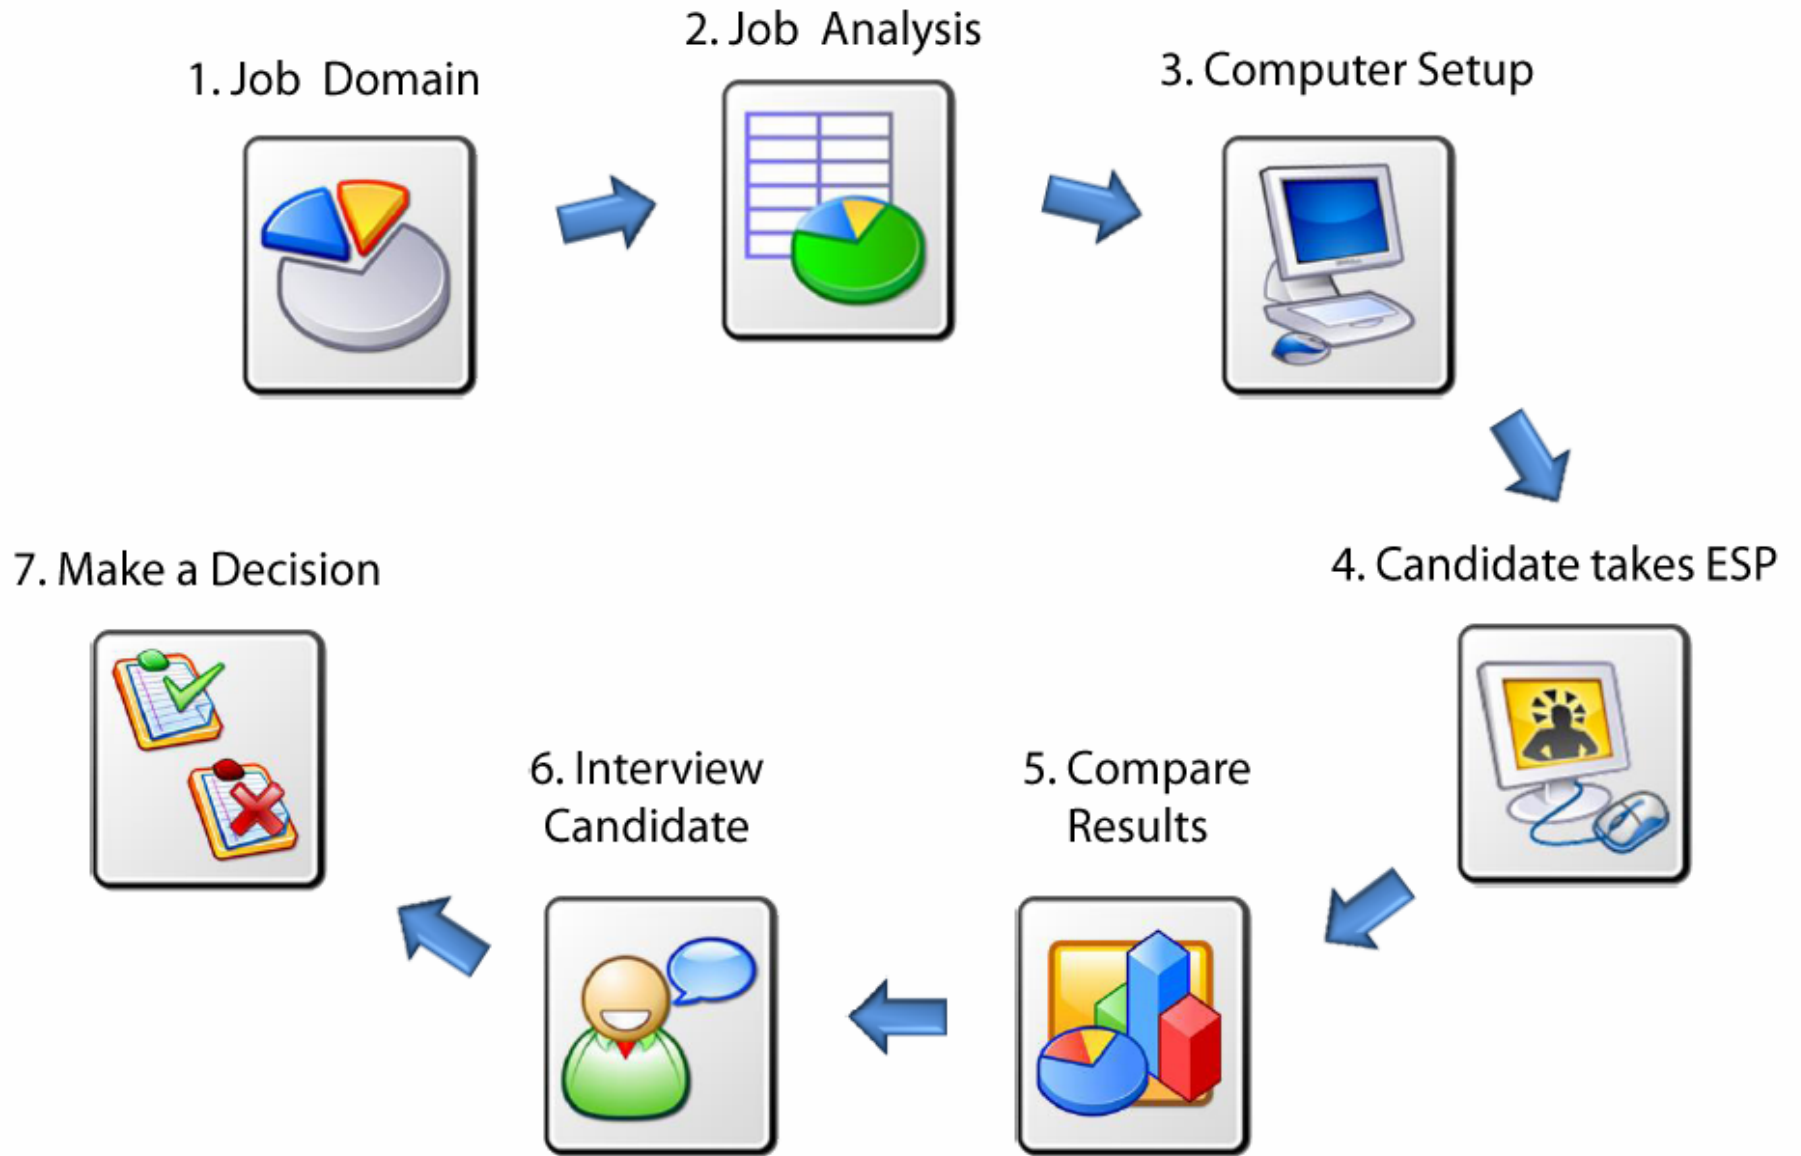 1. Job Domain
2. Job Analysis
3. Computer Setup
4. Candidate takes ESP
5. Compare
Results
6. Interview
Candidate
7. Make a Decision